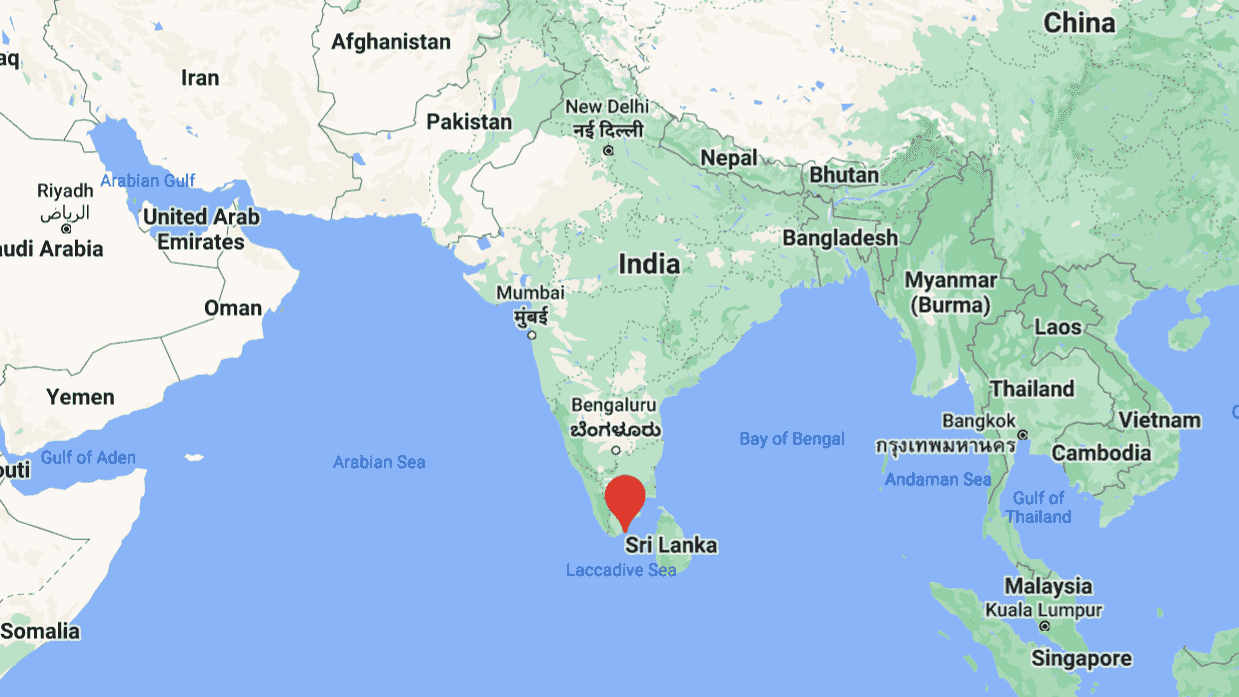 China
Afghanistan
aq
Iran
New Delhi
नई दिल्ली
Pakistan
Nepal
Bhutan
Arabian Gulf
Riyadh
الرياض
United Arab
Emirates
audi Arabia
Bangladesh
India
Myanmar
(Burma)
Mumbai
मुंबई
Oman
Laos
Thailand
Yemen
Bengaluru
ಬೆಂಗಳೂರು
Bangkok
กรุงเทพมหานคร
Vietnam
Bay of Bengal
Cambodia
Gulf of Aden
Arabian Sea
outi
Andaman Sea
Gulf of
Thailand
Sri Lanka
Laccadive Sea
Malaysia
Kuala Lumpur
Somalia
Singapore